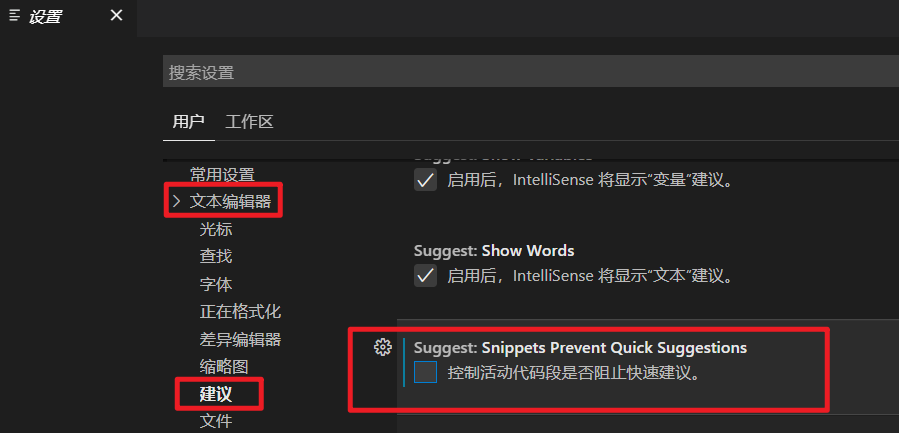 设置
搜索设置
用户 工作区
常用设置
文本编辑器
光标
查找
字体
正在格式化
差异编辑器
缩略图
建议
文件
Suggest: Show Variables
启用后，IntelliSense 将显示“变量”建议。
Suggest: Show Words
启用后，IntelliSense 将显示“文本”建议。
Suggest: Snippets Prevent Quick Suggestions
控制活动代码段是否阻止快速建议。